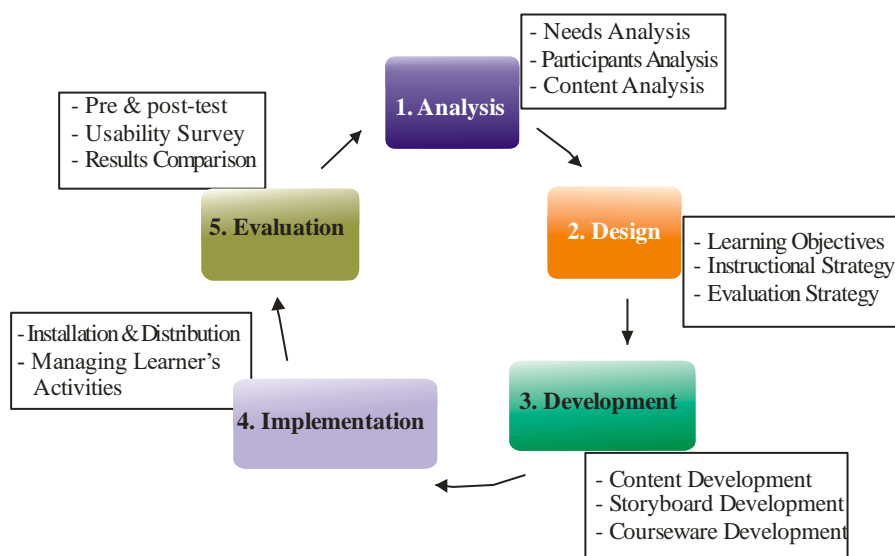 1. Analysis
- Needs Analysis
- Participants Analysis
- Content Analysis
2. Design
- Learning Objectives
- Instructional Strategy
- Evaluation Strategy
3. Development
- Content Development
- Storyboard Development
- Courseware Development
4. Implementation
- Installation & Distribution
- Managing Learner’s
Activities
5. Evaluation
- Pre & post-test
- Usability Survey
- Results Comparison